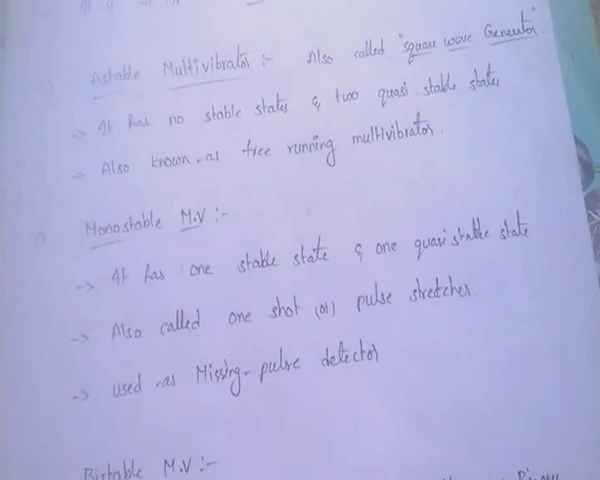 Astable Multivibrator :- Also called "square wave Generator".
-> It has no stable states & two quasi stable states
-> Also known as free running multivibrator.
Monostable M.V :-
-> It has one stable state & one quasi stable state
-> Also called one shot (or) pulse stretcher.
-> used as Missing-pulse detector
Bistable M.V :-